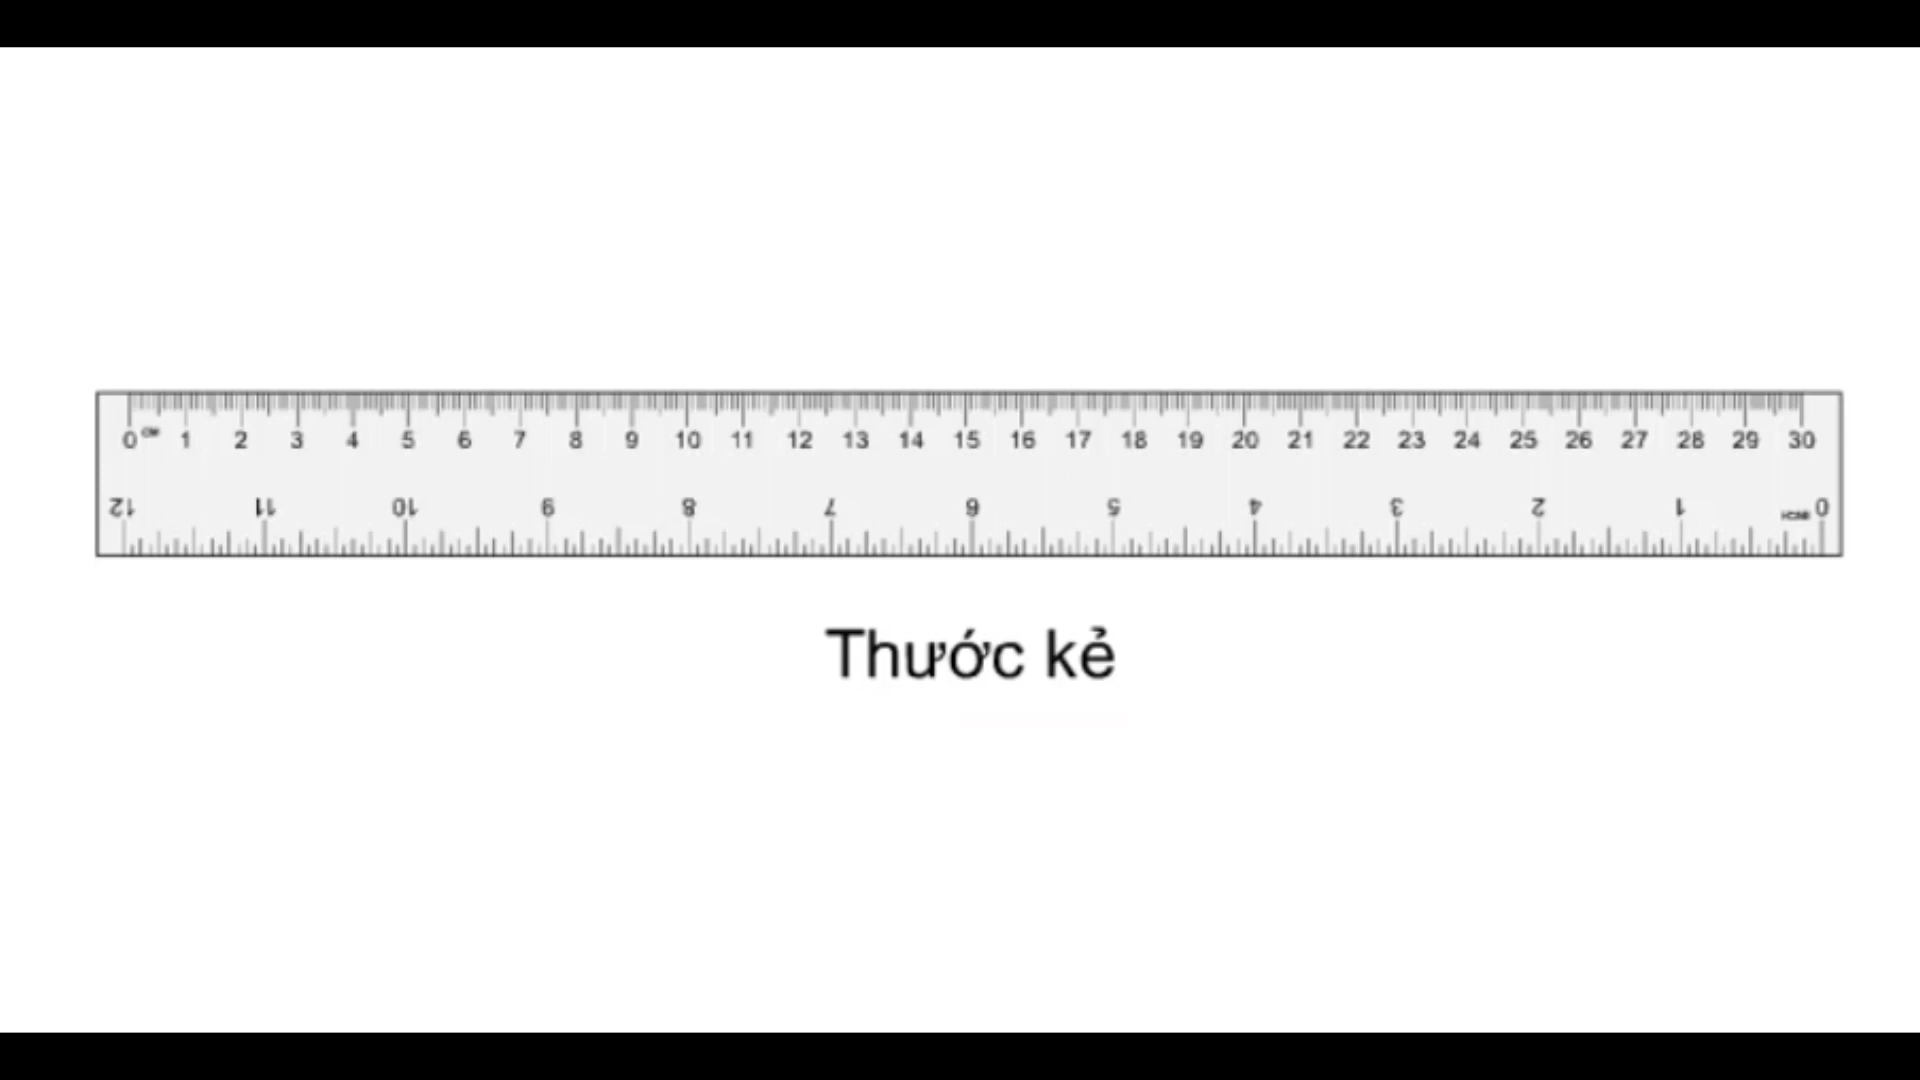 0 1 2 3 4 5 6 7 8 9 10 11 12 13 14 15 16 17 18 19 20 21 22 23 24 25 26 27 28 29 30
12 11 10 9 8 7 6 5 4 3 2 1 0
Thước kẻ